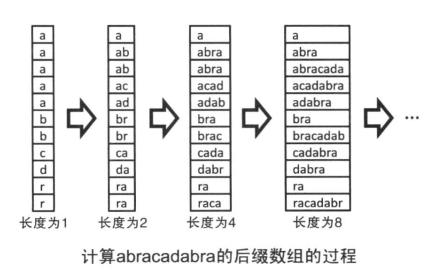 a a a a
a ab abra abra
a ab abra abracada
a ac acad acadabra
a ad adab adabra
b br bra bra
b br brac bracadab
c ca cada cadabra
d da dabr dabra
r ra ra ra
r ra raca racadabr
...
长度为1 长度为2 长度为4 长度为8
计算abracadabra的后缀数组的过程